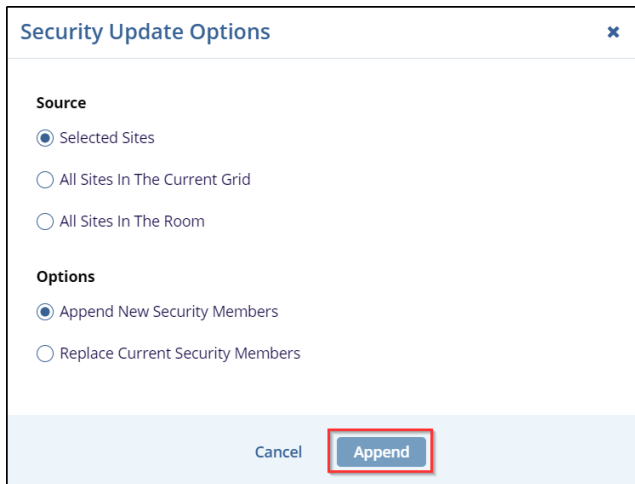 Security Update Options
Source
Selected Sites
All Sites In The Current Grid
All Sites In The Room
Options
Append New Security Members
Replace Current Security Members
Cancel Append